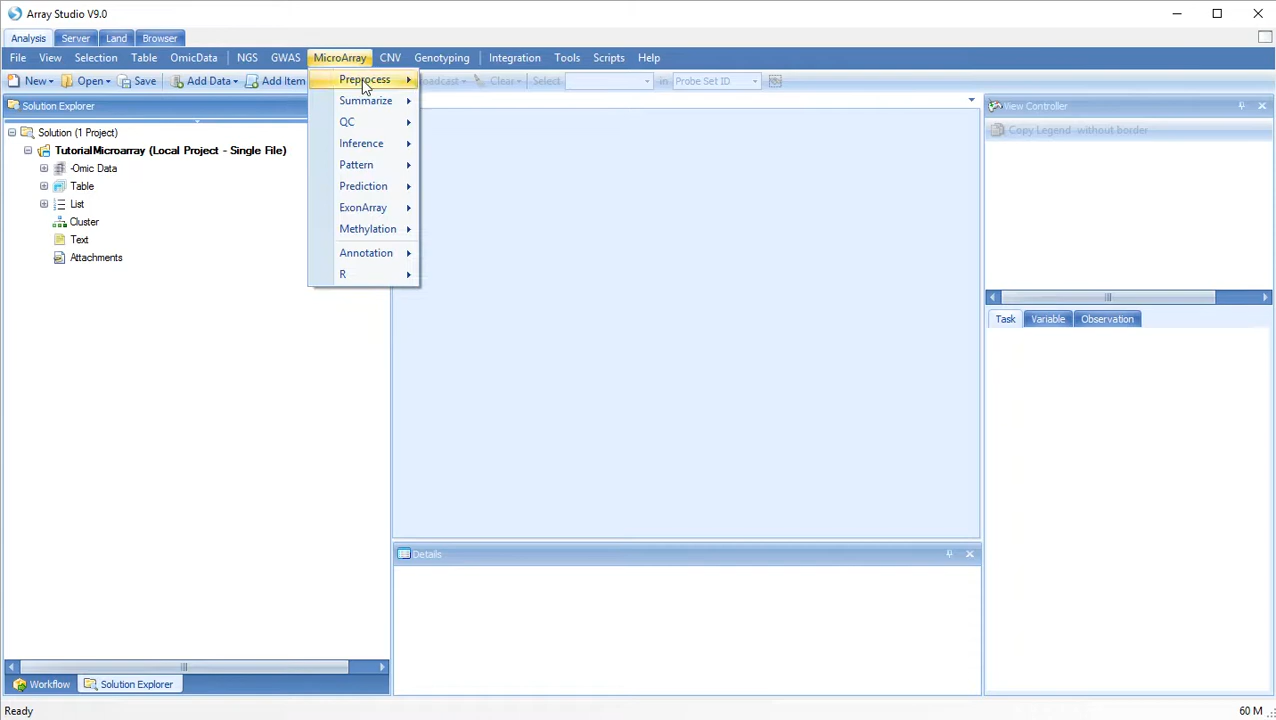 Array Studio V9.0
Analysis Server Land Browser
File View Selection Table OmicData NGS GWAS MicroArray CNV Genotyping Integration Tools Scripts Help
New Open Save Add Data Add Item Clear Select in Probe Set ID
Solution Explorer
Solution (1 Project)
TutorialMicroarray (Local Project - Single File)
-Omic Data
Table
List
Cluster
Text
Attachments
Preprocess
Summarize
QC
Inference
Pattern
Prediction
ExonArray
Methylation
Annotation
R
View Controller
Copy Legend without border
Task Variable Observation
Details
Workflow Solution Explorer
Ready 60 M